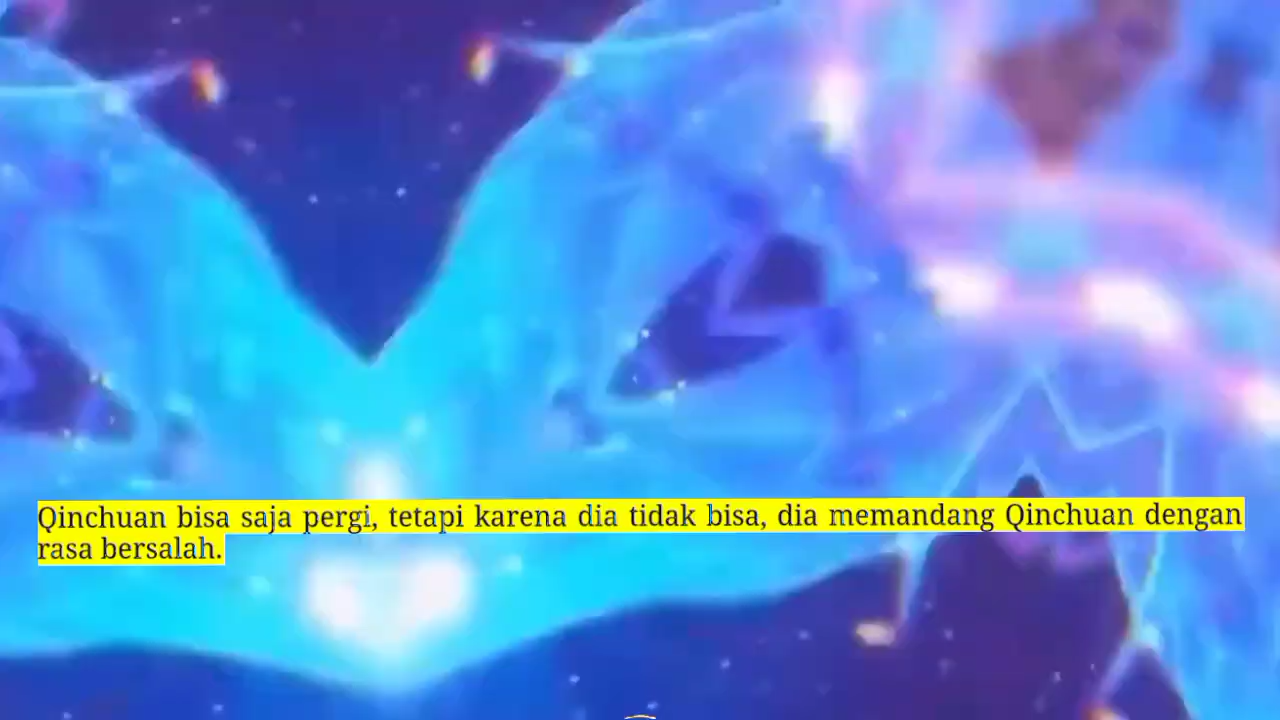 Qinchuan bisa saja pergi, tetapi karena dia tidak bisa, dia memandang Qinchuan dengan
rasa bersalah.